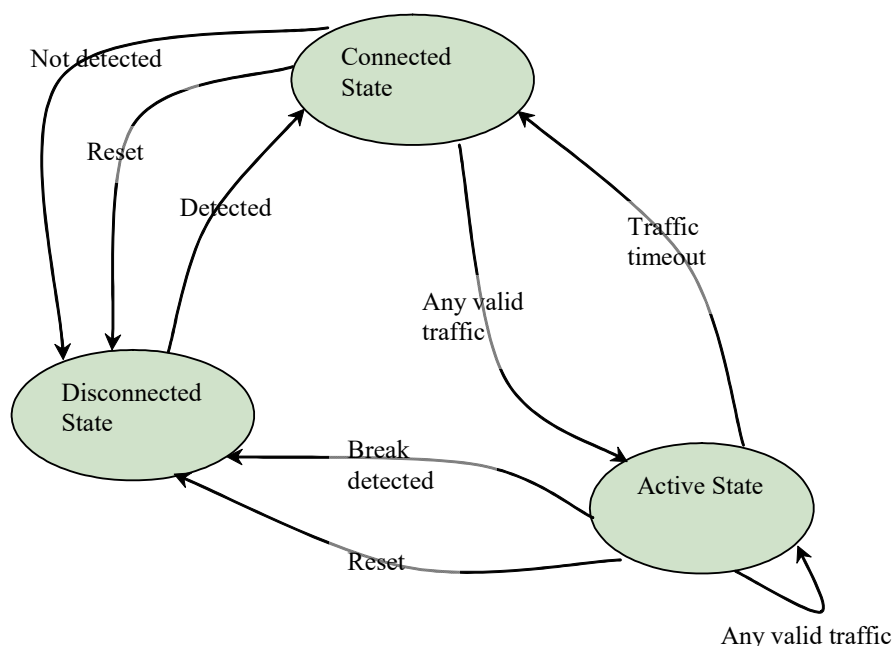 Connected
State
Not detected
Reset
Detected
Traffic
timeout
Any valid
traffic
Disconnected
State
Break
detected
Active State
Reset
Any valid traffic